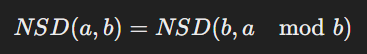 NSD(a, b) = NSD(b, a mod b)